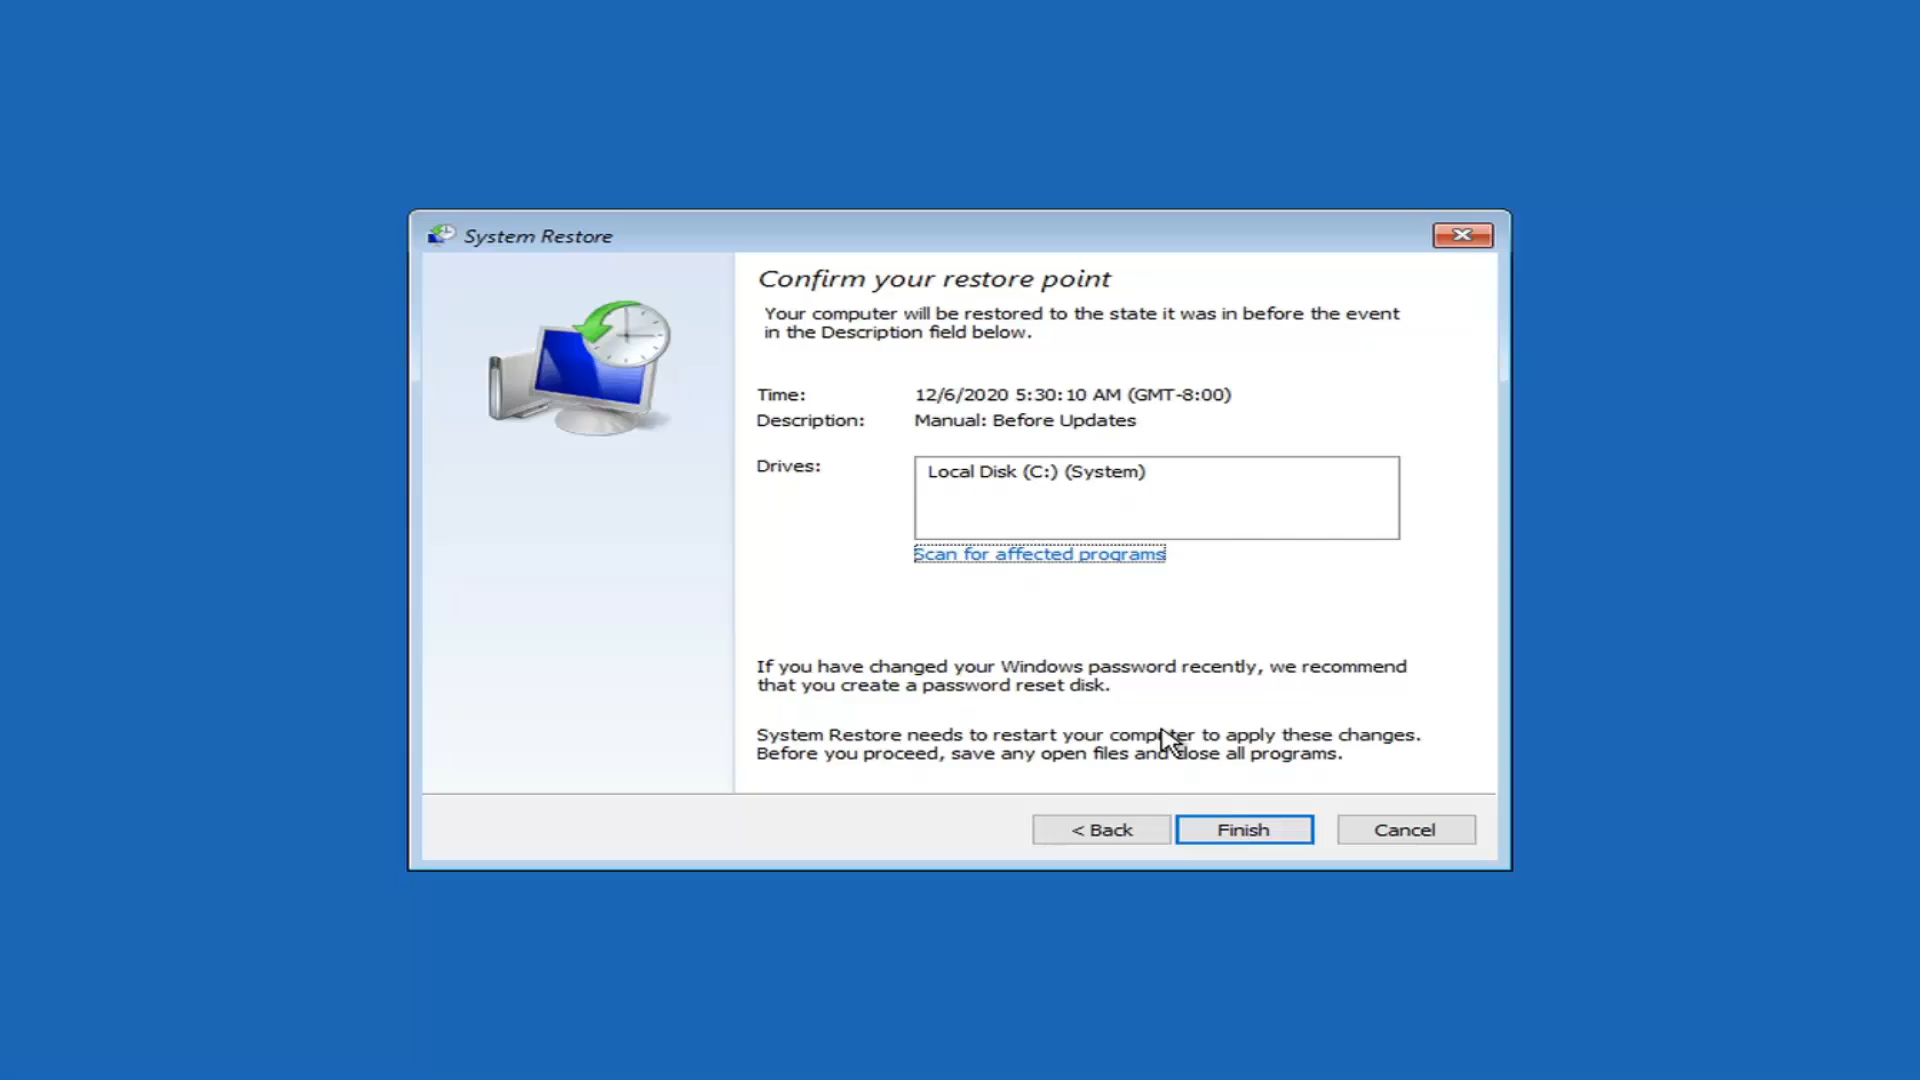 System Restore
Confirm your restore point
Your computer will be restored to the state it was in before the event
in the Description field below.
Time: 12/6/2020 5:30:10 AM (GMT-8:00)
Description: Manual: Before Updates
Drives: Local Disk (C:) (System)
Scan for affected programs
If you have changed your Windows password recently, we recommend
that you create a password reset disk.
System Restore needs to restart your computer to apply these changes.
Before you proceed, save any open files and close all programs.
< Back Finish Cancel